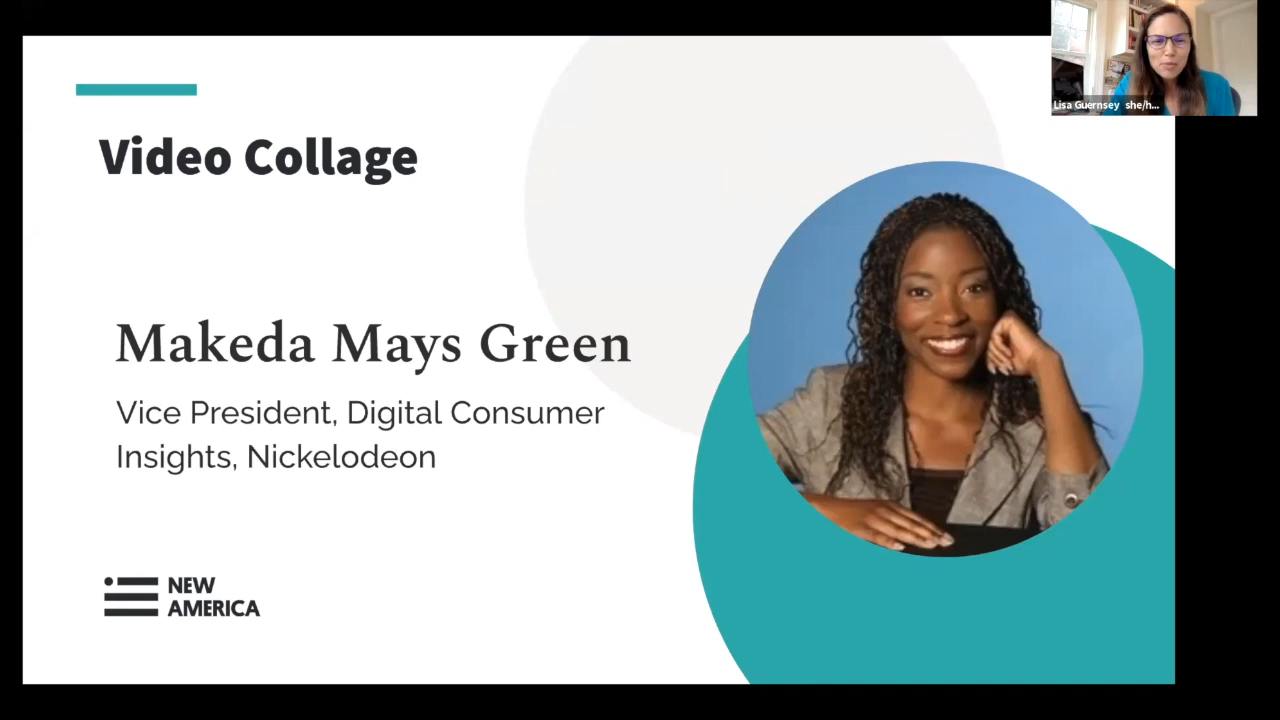 Lisa Guernsey she/h...
Video Collage
Makeda Mays Green
Vice President, Digital Consumer
Insights, Nickelodeon
NEW
AMERICA